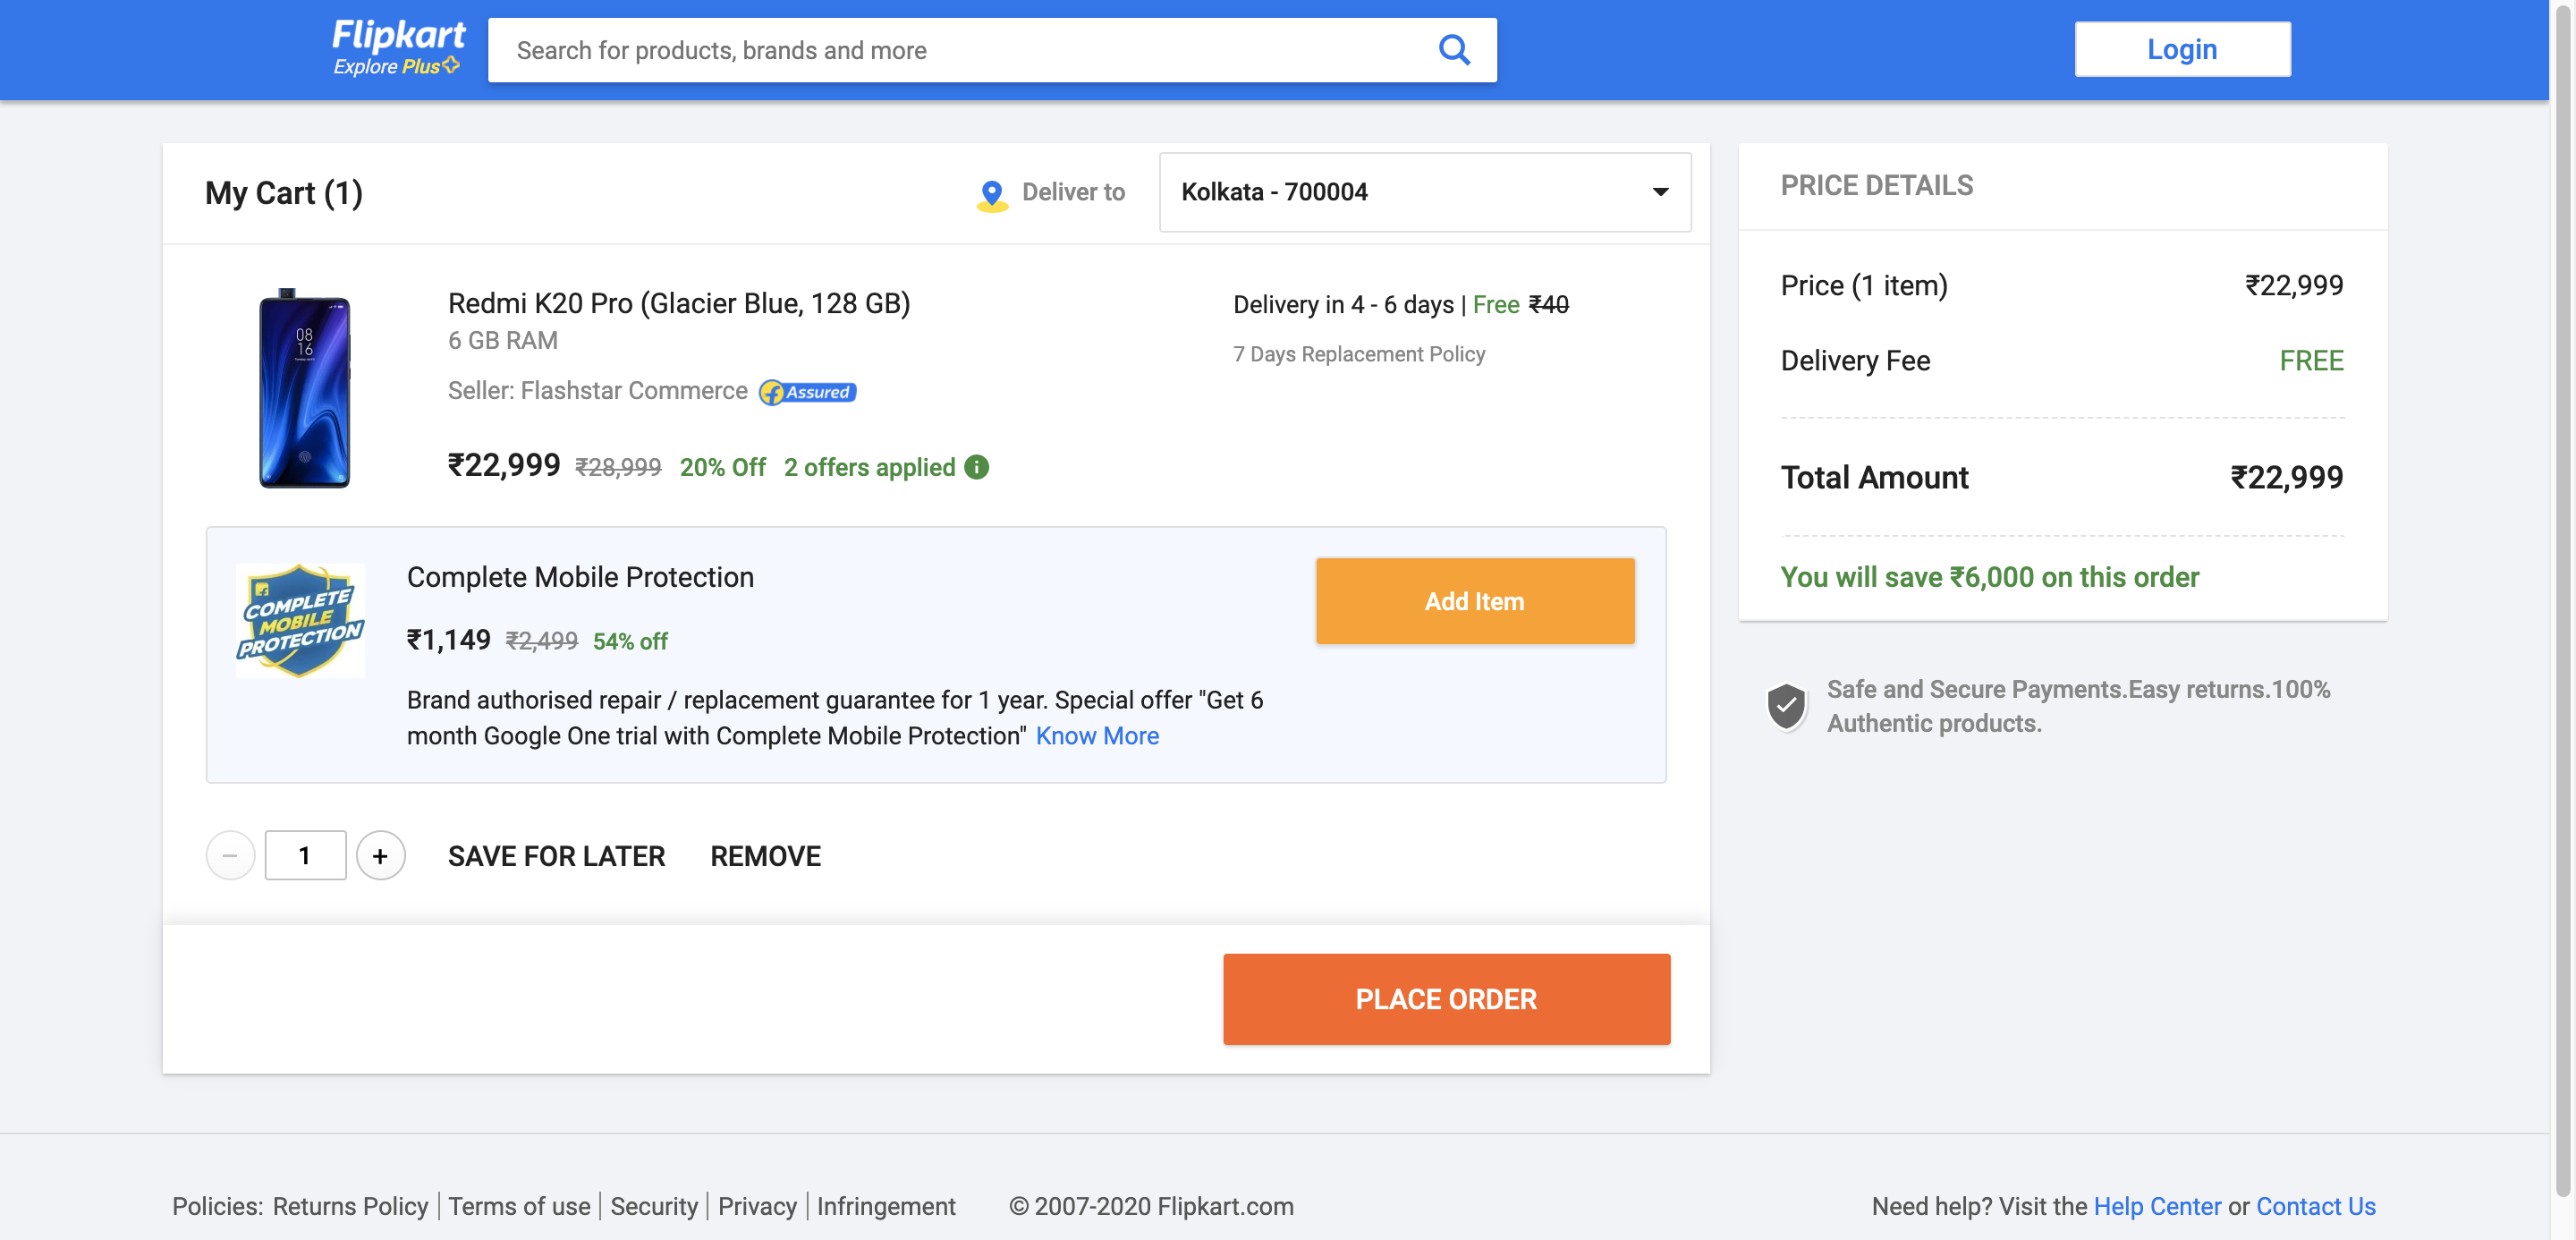 Flipkart
Explore Plus
Search for products, brands and more
Login
My Cart (1)
Deliver to
Kolkata - 700004
08
16
Redmi K20 Pro (Glacier Blue, 128 GB)
6 GB RAM
Seller: Flashstar Commerce
Assured
₹22,999 ₹28,999 20% Off 2 offers applied i
Delivery in 4 - 6 days | Free ₹40
7 Days Replacement Policy
COMPLETE
MOBILE
PROTECTION
Complete Mobile Protection
₹1,149 ₹2,499 54% off
Brand authorised repair / replacement guarantee for 1 year. Special offer "Get 6
month Google One trial with Complete Mobile Protection" Know More
Add Item
− 1 + SAVE FOR LATER REMOVE
PLACE ORDER
PRICE DETAILS
Price (1 item) ₹22,999
Delivery Fee FREE
Total Amount ₹22,999
You will save ₹6,000 on this order
Safe and Secure Payments.Easy returns.100%
Authentic products.
Policies: Returns Policy | Terms of use | Security | Privacy | Infringement © 2007-2020 Flipkart.com
Need help? Visit the Help Center or Contact Us